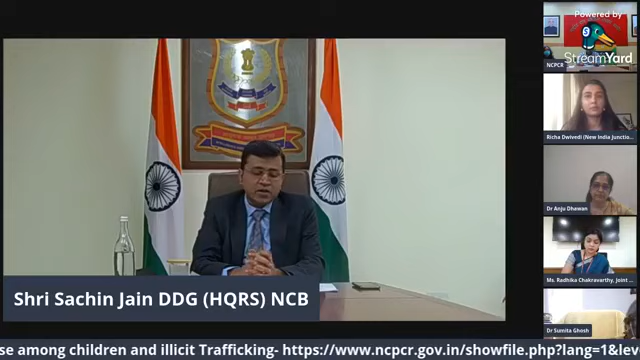 Powered by
StreamYard
NCPCR
Richa Dwivedi (New India Junctio...
Dr Anju Dhawan
Ms. Radhika Chakravarthy, Joint ...
Dr Sumita Ghosh
Shri Sachin Jain DDG (HQRS) NCB
se among children and illicit Trafficking- https://www.ncpcr.gov.in/showfile.php?lang=1&lev